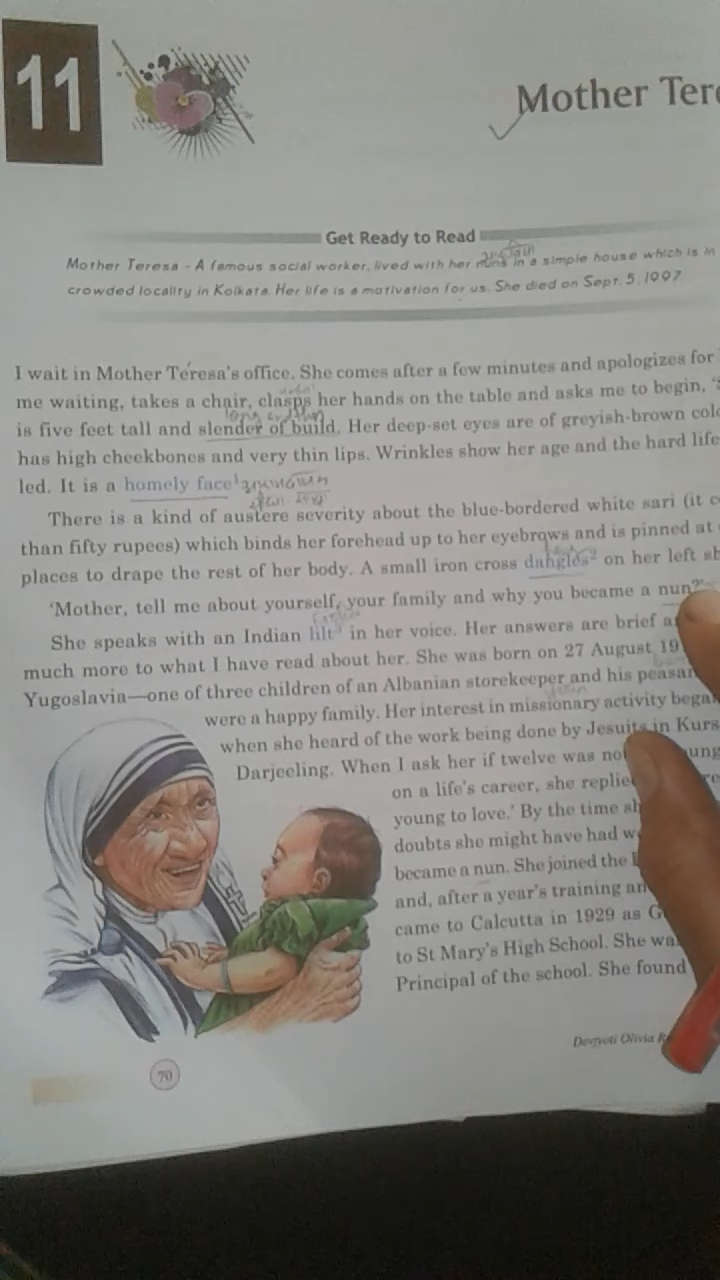 11
Mother Tere
Get Ready to Read
Mother Teresa - A famous social worker, lived with her nuns in a simple house which is in
crowded locality in Kolkata. Her life is a motivation for us. She died on Sept. 5, 1997.
I wait in Mother Teresa's office. She comes after a few minutes and apologizes for
me waiting, takes a chair, clasps her hands on the table and asks me to begin,
is five feet tall and slender of build. Her deep-set eyes are of greyish-brown colo
has high cheekbones and very thin lips. Wrinkles show her age and the hard life
led. It is a homely face¹
There is a kind of austere severity about the blue-bordered white sari (it c
than fifty rupees) which binds her forehead up to her eyebrows and is pinned at
places to drape the rest of her body. A small iron cross dangles² on her left sh
'Mother, tell me about yourself, your family and why you became a nun?'
She speaks with an Indian lilt³ in her voice. Her answers are brief a
much more to what I have read about her. She was born on 27 August 19
Yugoslavia—one of three children of an Albanian storekeeper and his peasan
were a happy family. Her interest in missionary activity began
when she heard of the work being done by Jesuits in Kurs
Darjeeling. When I ask her if twelve was not
on a life's career, she replie
young to love.' By the time sh
doubts she might have had w
became a nun. She joined the
and, after a year's training an
came to Calcutta in 1929 as G
to St Mary's High School. She wa
Principal of the school. She found
Olivia
70